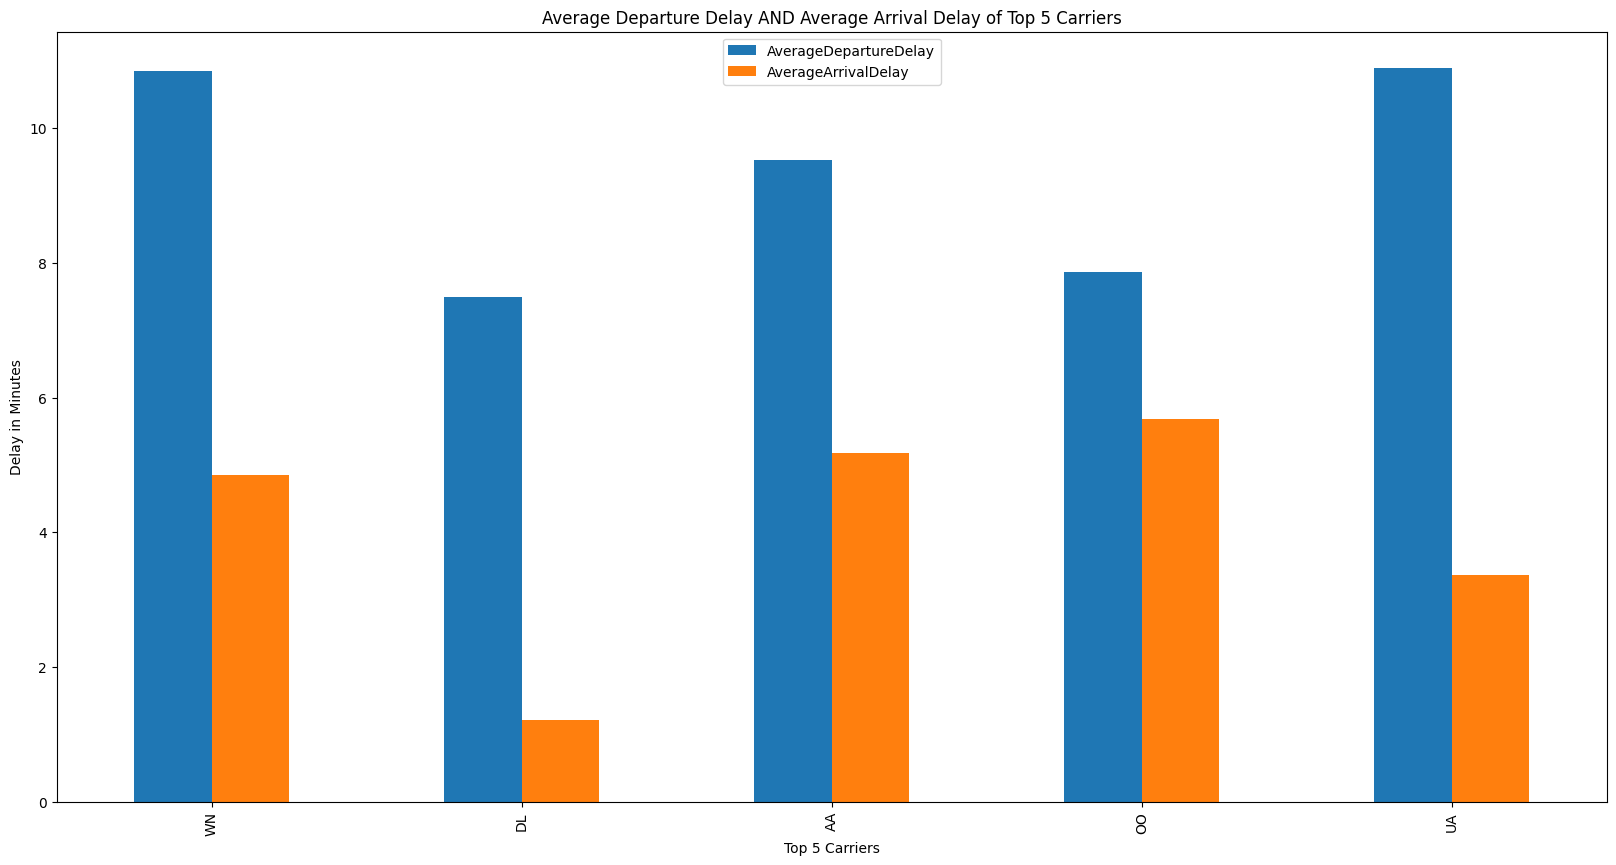 Average Departure Delay AND Average Arrival Delay of Top 5 Carriers
AverageDepartureDelay
AverageArrivalDelay
Delay in Minutes
10
8
6
4
2
0
WN
DL
AA
OO
UA
Top 5 Carriers